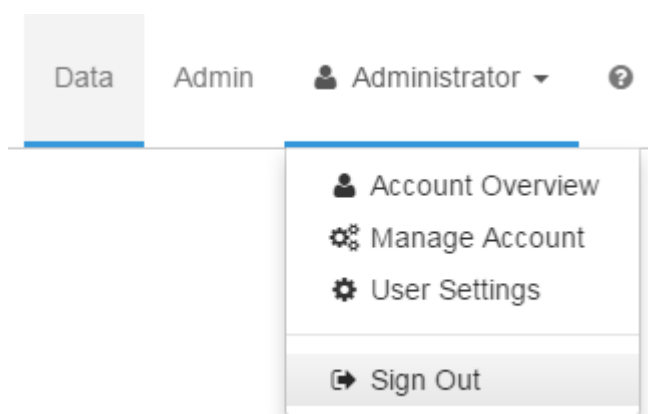 Data Admin Administrator
Account Overview
Manage Account
User Settings
Sign Out